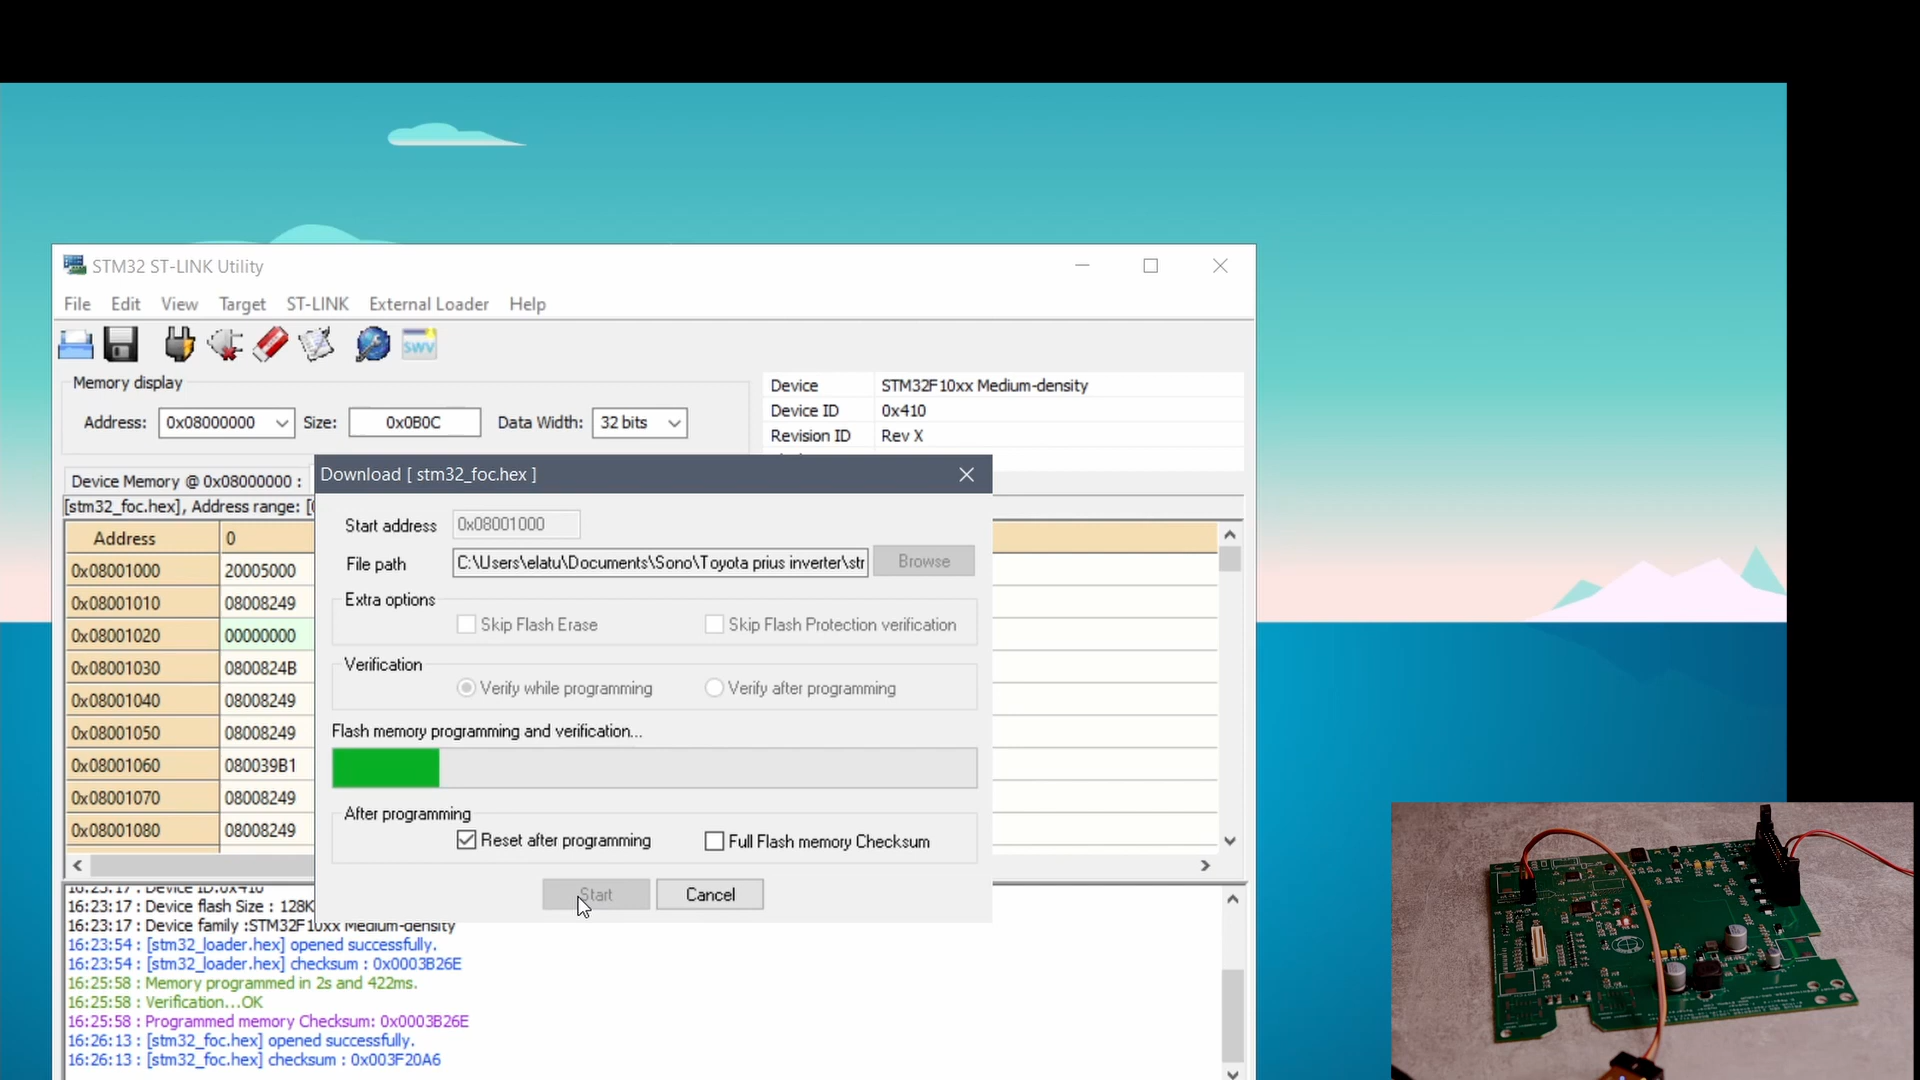 STM32 ST-LINK Utility
File Edit View Target ST-LINK External Loader Help
SWV
Memory display
Address: 0x08000000 Size: 0x0B0C Data Width: 32 bits
Device STM32F10xx Medium-density
Device ID 0x410
Revision ID Rev X
Device Memory @ 0x08000000 :
[stm32_foc.hex], Address range: [
Address 0
0x08001000 20005000
0x08001010 08008249
0x08001020 00000000
0x08001030 0800824B
0x08001040 08008249
0x08001050 08008249
0x08001060 080039B1
0x08001070 08008249
0x08001080 08008249
Download [ stm32_foc.hex ]
Start address 0x08001000
File path C:\Users\elatu\Documents\Sono\Toyota prius inverter\str Browse
Extra options
Skip Flash Erase Skip Flash Protection verification
Verification
Verify while programming Verify after programming
Flash memory programming and verification...
After programming
Reset after programming Full Flash memory Checksum
Start Cancel
16:23:17 : Device ID:0x410
16:23:17 : Device flash Size : 128K
16:23:17 : Device family :STM32F10xx Medium-density
16:23:54 : [stm32_loader.hex] opened successfully.
16:23:54 : [stm32_loader.hex] checksum : 0x0003B26E
16:25:58 : Memory programmed in 2s and 422ms.
16:25:58 : Verification...OK
16:25:58 : Programmed memory Checksum: 0x0003B26E
16:26:13 : [stm32_foc.hex] opened successfully.
16:26:13 : [stm32_foc.hex] checksum : 0x003F20A6